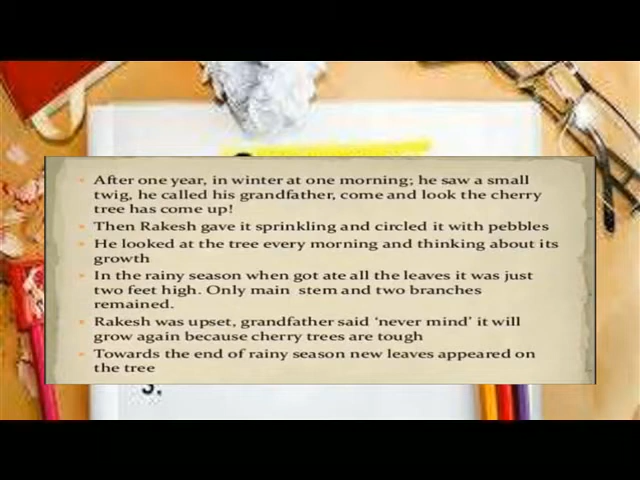 After one year, in winter at one morning; he saw a small
twig, he called his grandfather, come and look the cherry
tree has come up!
Then Rakesh gave it sprinkling and circled it with pebbles
He looked at the tree every morning and thinking about its
growth
In the rainy season when got ate all the leaves it was just
two feet high. Only main  stem and two branches
remained.
Rakesh was upset, grandfather said ‘never mind’ it will
grow again because cherry trees are tough
Towards the end of rainy season new leaves appeared on
the tree
3.